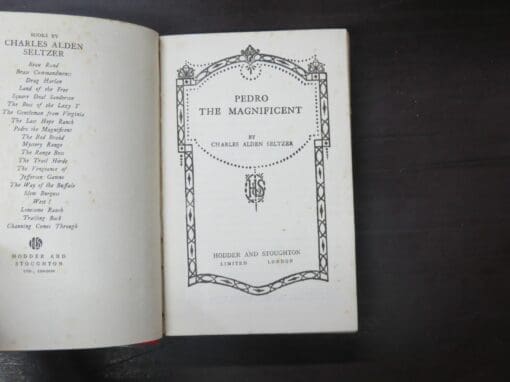 BOOKS BY
CHARLES ALDEN
SELTZER
Beau Rand
Brass Commandments
Drag Harlan
Land of the Free
Square Deal Sanderson
The Boss of the Lazy Y
The Gentleman from Virginia
The Last Hope Ranch
Pedro the Magnificent
The Red Brand
Mystery Range
The Range Boss
The Trail Horde
The Vengeance of
Jefferson Gawne
The Way of the Buffalo
Slow Burgess
West!
Lonesome Ranch
Trailing Back
Channing Comes Through
HODDER AND
STOUGHTON
LTD., LONDON
PEDRO
THE MAGNIFICENT
BY
CHARLES ALDEN SELTZER
HODDER AND STOUGHTON
LIMITED LONDON